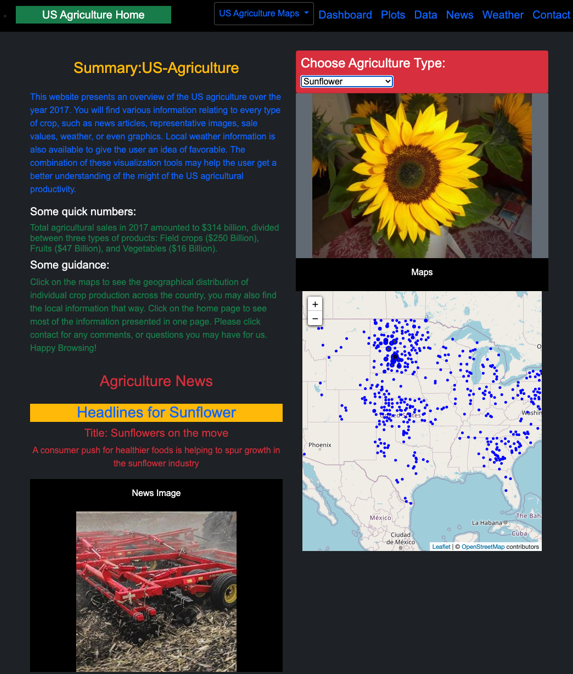 US Agriculture Home
US Agriculture Maps
Dashboard
Plots
Data
News
Weather
Contact
Summary:US-Agriculture
This website presents an overview of the US agriculture over the
year 2017. You will find various information relating to every type
of crop, such as news articles, representative images, sale
values, weather, or even graphics. Local weather information is
also available to give the user an idea of favorable. The
combination of these visualization tools may help the user get a
better understanding of the might of the US agricultural
productivity.
Some quick numbers:
Total agricultural sales in 2017 amounted to $314 billion, divided
between three types of products: Field crops ($250 Billion),
Fruits ($47 Billion), and Vegetables ($16 Billion).
Some guidance:
Click on the maps to see the geographical distribution of
individual crop production across the country, you may also find
the local information that way. Click on the home page to see
most of the information presented in one page. Please click
contact for any comments, or questions you may have for us.
Happy Browsing!
Agriculture News
Headlines for Sunflower
Title: Sunflowers on the move
A consumer push for healthier foods is helping to spur growth in
the sunflower industry
News Image
Choose Agriculture Type:
Sunflower
Maps
+
−
Phoenix
México
Ciudad
de México
La Habana
Cuba
The Bah
Leaflet | © OpenStreetMap contributors